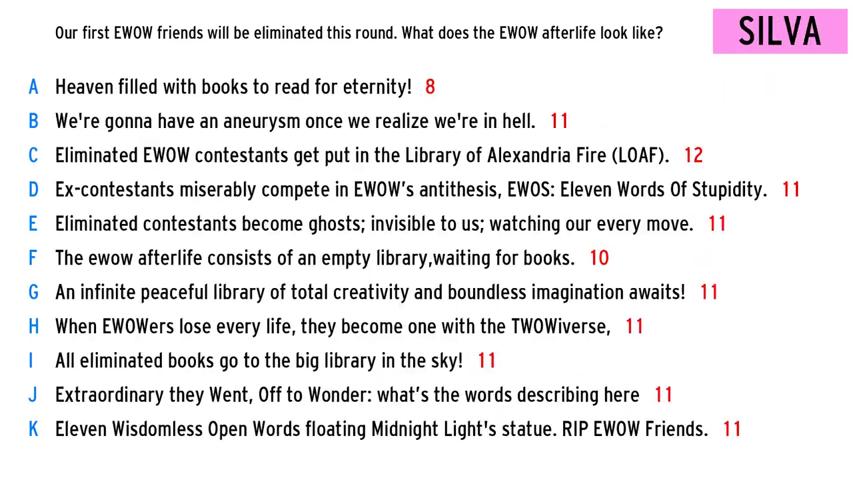 Our first EWOW friends will be eliminated this round. What does the EWOW afterlife look like?
SILVA
A Heaven filled with books to read for eternity! 8
B We're gonna have an aneurysm once we realize we're in hell. 11
C Eliminated EWOW contestants get put in the Library of Alexandria Fire (LOAF). 12
D Ex-contestants miserably compete in EWOW's antithesis, EWOS: Eleven Words Of Stupidity. 11
E Eliminated contestants become ghosts; invisible to us; watching our every move. 11
F The ewow afterlife consists of an empty library,waiting for books. 10
G An infinite peaceful library of total creativity and boundless imagination awaits! 11
H When EWOWers lose every life, they become one with the TWOWiverse, 11
I All eliminated books go to the big library in the sky! 11
J Extraordinary they Went, Off to Wonder: what's the words describing here 11
K Eleven Wisdomless Open Words floating Midnight Light's statue. RIP EWOW Friends. 11